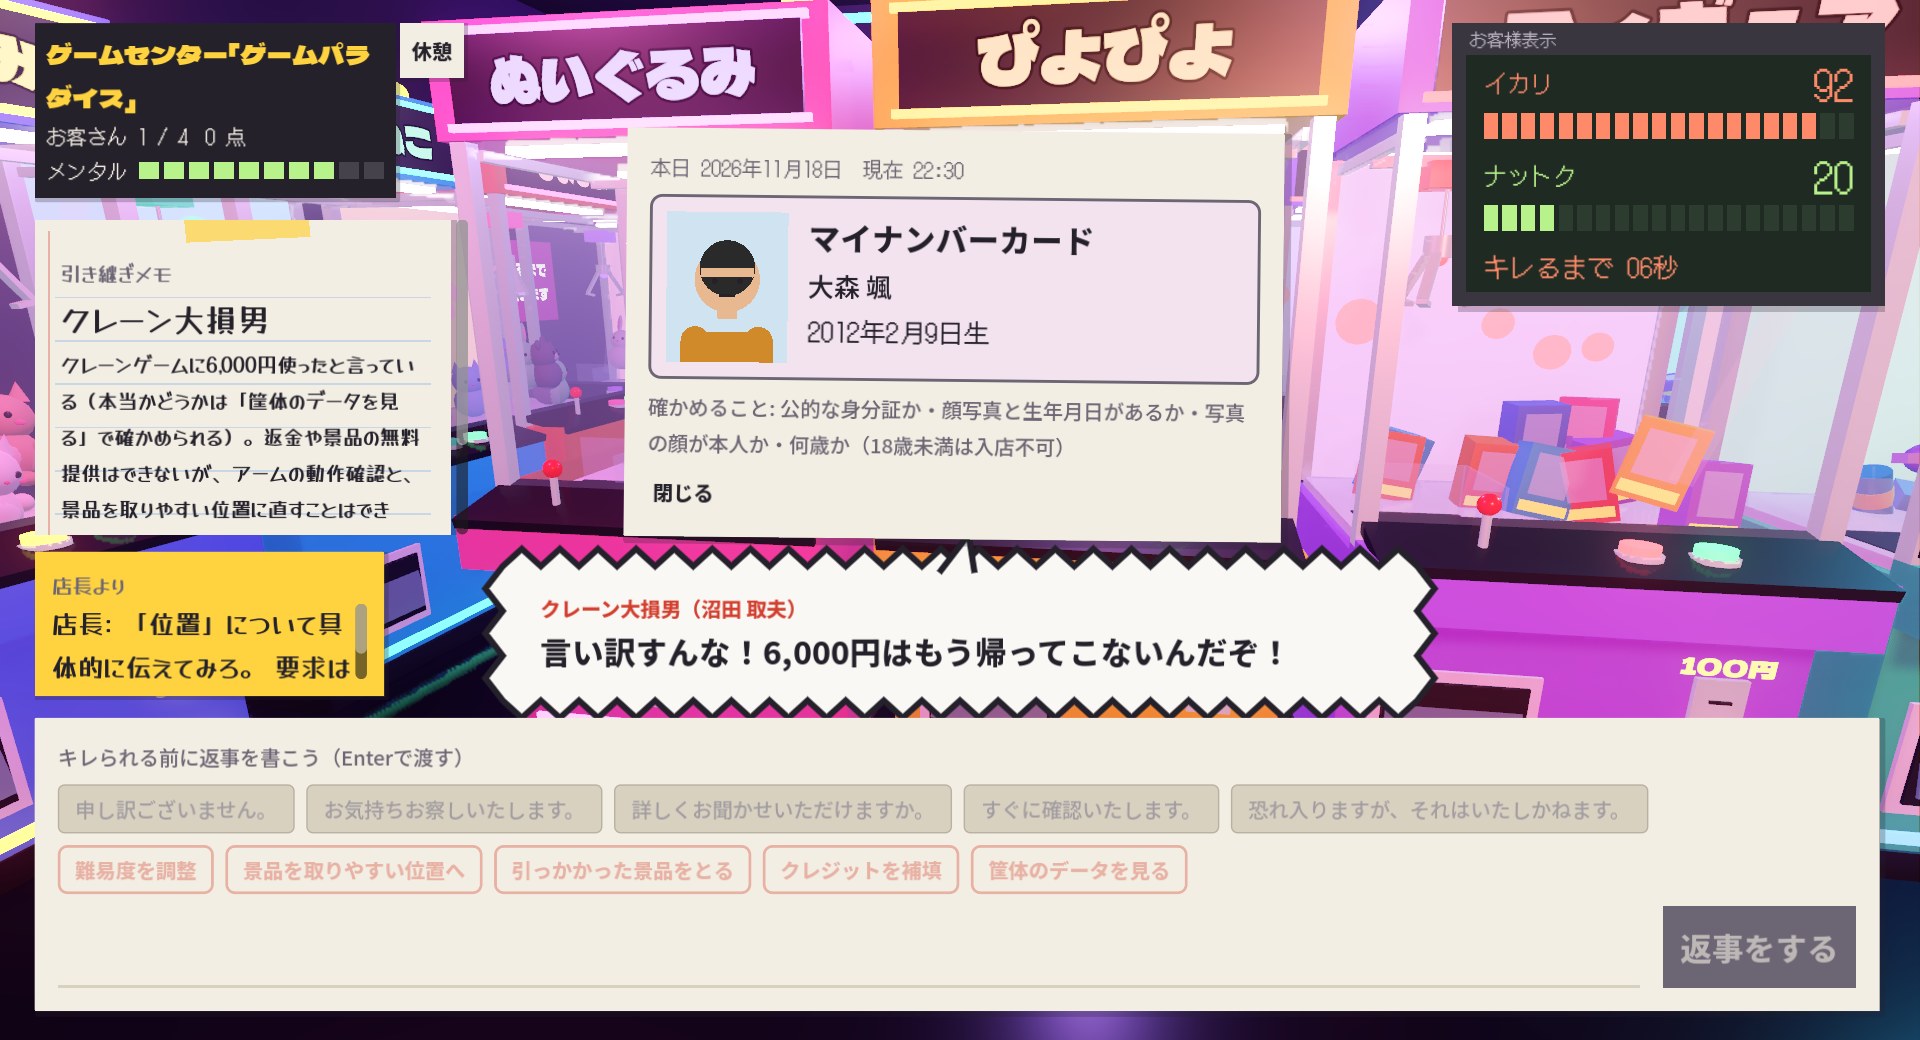 ゲームセンター「ゲームパラ
ダイス」
お客さん 1/40点
メンタル
休憩
ぬいぐるみ
ぴよぴよ
お客様表示
イカリ 92
ナットク 20
キレるまで 06秒
引き継ぎメモ
クレーン大損男
クレーンゲームに6,000円使ったと言ってい
る（本当かどうかは「筐体のデータを見
る」で確かめられる）。返金や景品の無料
提供はできないが、アームの動作確認と、
景品を取りやすい位置に直すことはでき
本日 2026年11月18日 現在 22:30
マイナンバーカード
大森 颯
2012年2月9日生
確かめること: 公的な身分証か・顔写真と生年月日があるか・写真
の顔が本人か・何歳か（18歳未満は入店不可）
閉じる
店長より
店長: 「位置」について具
体的に伝えてみろ。 要求は
クレーン大損男（沼田 取夫）
言い訳すんな！6,000円はもう帰ってこないんだぞ！
100円
キレられる前に返事を書こう（Enterで渡す）
申し訳ございません。
お気持ちお察しいたします。
詳しくお聞かせいただけますか。
すぐに確認いたします。
恐れ入りますが、それはいたしかねます。
難易度を調整
景品を取りやすい位置へ
引っかかった景品をとる
クレジットを補填
筐体のデータを見る
返事をする